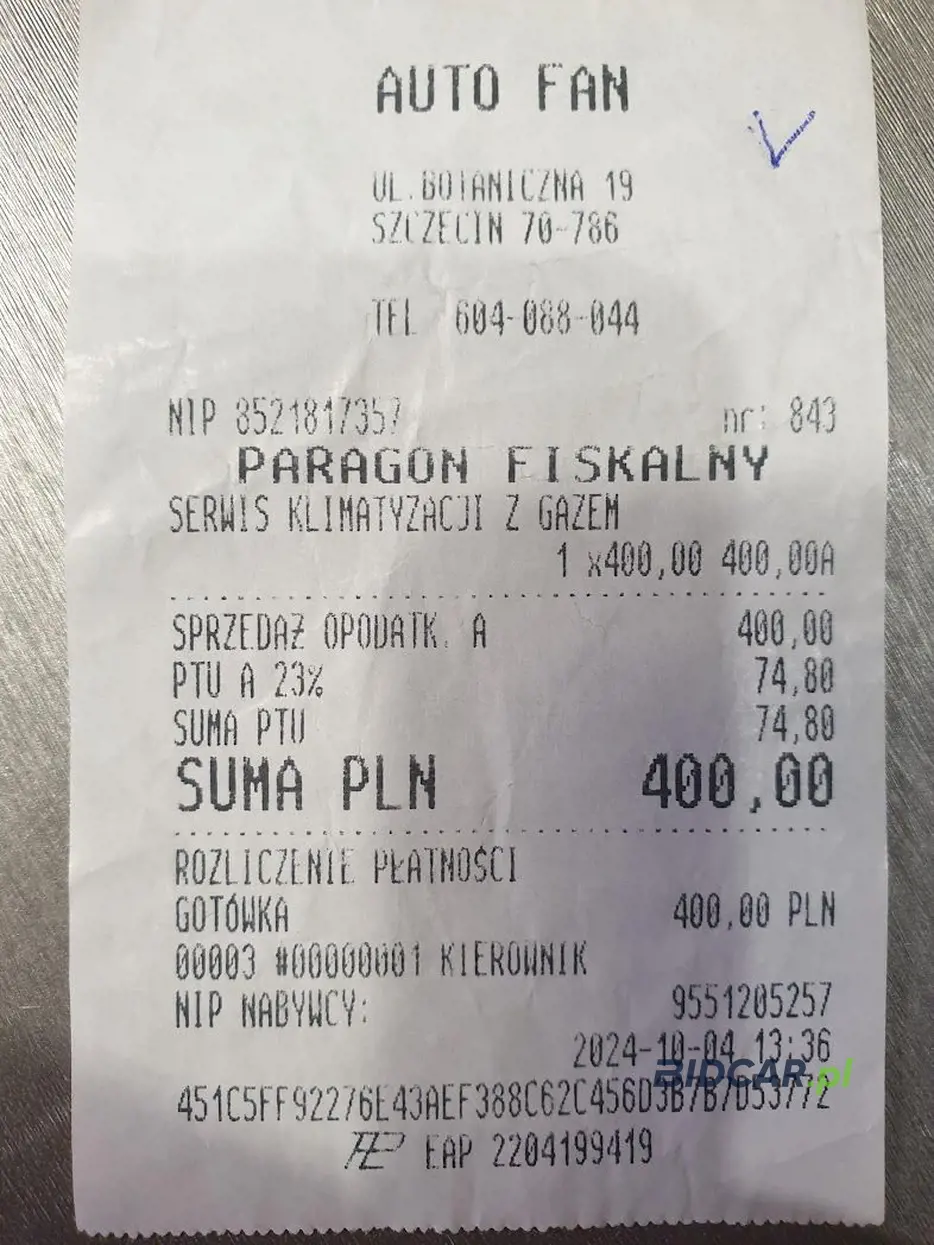 AUTO FAN
UL.BOTANICZNA 19
SZCZECIN 70-786
TEL 604-088-044
NIP 8521817357 nr: 843
PARAGON FISKALNY
SERWIS KLIMATYZACJI Z GAZEM
1 x400,00 400,00A
SPRZEDAŻ OPODATK. A 400,00
PTU A 23% 74,80
SUMA PTU 74,80
SUMA PLN 400,00
ROZLICZENIE PŁATNOŚCI
GOTÓWKA 400,00 PLN
00003 #00000001 KIEROWNIK
NIP NABYWCY: 9551205257
2024-10-04 13:36
BIDCAR.pl
451C5FF92276E43AEF388C62C456D3B7B7D53772
EAP 2204199419